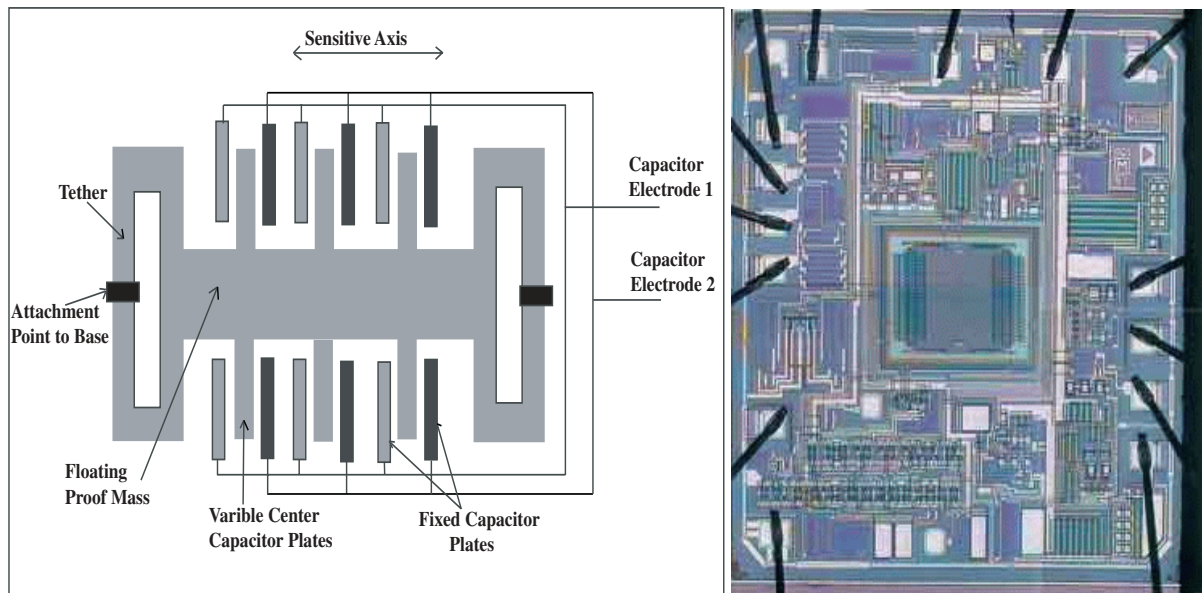 Sensitive Axis
Tether
Capacitor
Electrode 1
Capacitor
Electrode 2
Attachment
Point to Base
Floating
Proof Mass
Varible Center
Capacitor Plates
Fixed Capacitor
Plates